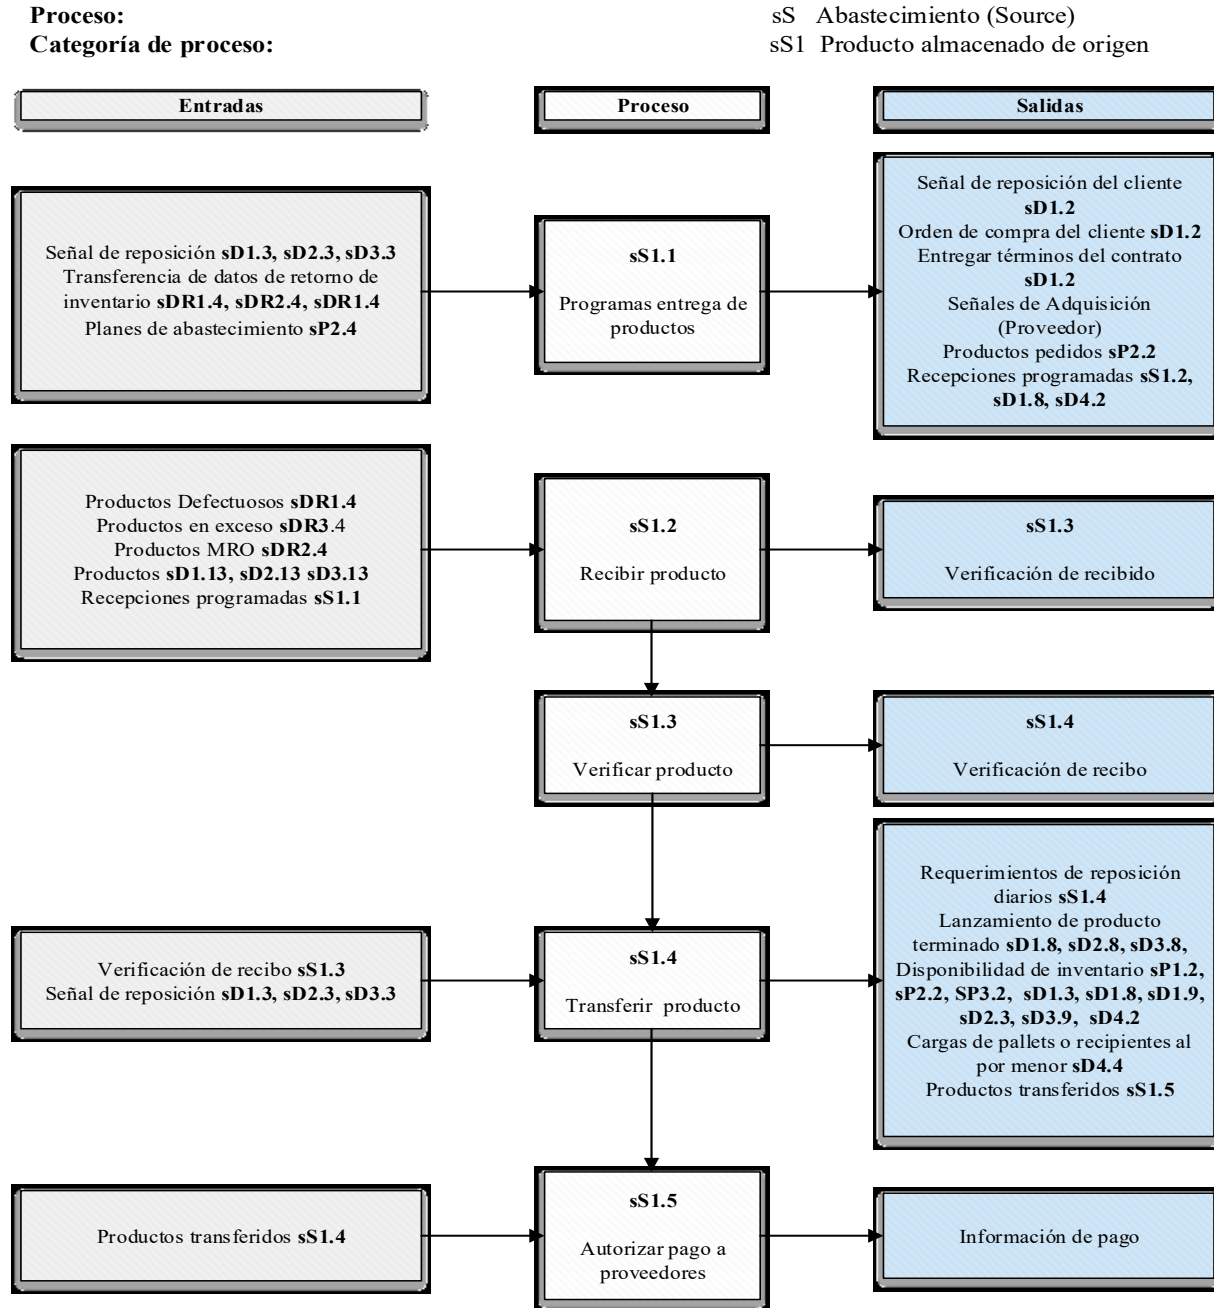 Proceso: sS Abastecimiento (Source)
Categoría de proceso: sS1 Producto almacenado de origen
Entradas
Proceso
Salidas
Señal de reposición sD1.3, sD2.3, sD3.3
Transferencia de datos de retorno de
inventario sDR1.4, sDR2.4, sDR1.4
Planes de abastecimiento sP2.4
sS1.1
Programas entrega de
productos
Señal de reposición del cliente
sD1.2
Orden de compra del cliente sD1.2
Entregar términos del contrato
sD1.2
Señales de Adquisición
(Proveedor)
Productos pedidos sP2.2
Recepciones programadas sS1.2,
sD1.8, sD4.2
Productos Defectuosos sDR1.4
Productos en exceso sDR3.4
Productos MRO sDR2.4
Productos sD1.13, sD2.13 sD3.13
Recepciones programadas sS1.1
sS1.2
Recibir producto
sS1.3
Verificación de recibido
sS1.3
Verificar producto
sS1.4
Verificación de recibo
Verificación de recibo sS1.3
Señal de reposición sD1.3, sD2.3, sD3.3
sS1.4
Transferir producto
Requerimientos de reposición
diarios sS1.4
Lanzamiento de producto
terminado sD1.8, sD2.8, sD3.8,
Disponibilidad de inventario sP1.2,
sP2.2, SP3.2, sD1.3, sD1.8, sD1.9,
sD2.3, sD3.9, sD4.2
Cargas de pallets o recipientes al
por menor sD4.4
Productos transferidos sS1.5
Productos transferidos sS1.4
sS1.5
Autorizar pago a
proveedores
Información de pago